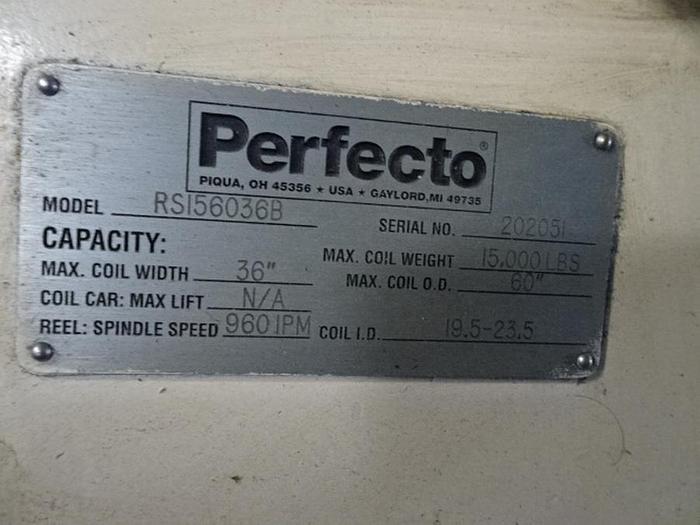 Perfecto®
PIQUA, OH 45356 ★ USA ★ GAYLORD, MI 49735
MODEL RS156036B
SERIAL NO. 202051
CAPACITY:
MAX. COIL WEIGHT 15,000 LBS
MAX. COIL WIDTH 36"
MAX. COIL O.D. 60"
COIL CAR: MAX LIFT N/A
REEL: SPINDLE SPEED 960 IPM
COIL I.D. 19.5-23.5